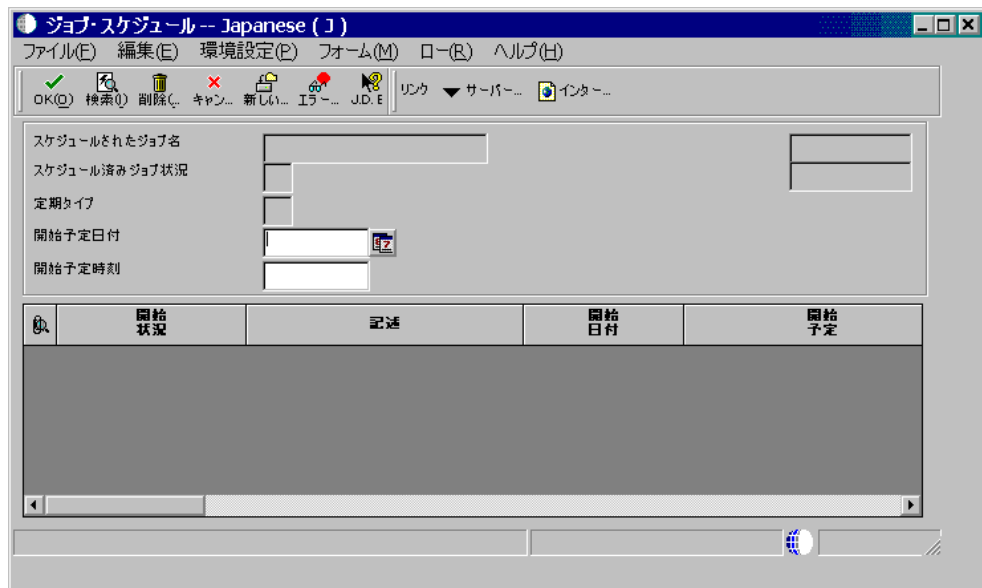 ジョブ・スケジュール -- Japanese ( J )
ファイル(F) 編集(E) 環境設定(P) フォーム(M) ロー(R) ヘルプ(H)
OK(O) 検索(I) 削除(... キャン... 新しい... エラー... J.D. E リンク サーバー... インター...
スケジュールされたジョブ名
スケジュール済みジョブ状況
定期タイプ
開始予定日付
開始予定時刻
開始 状況 記述 開始 日付 開始 予定